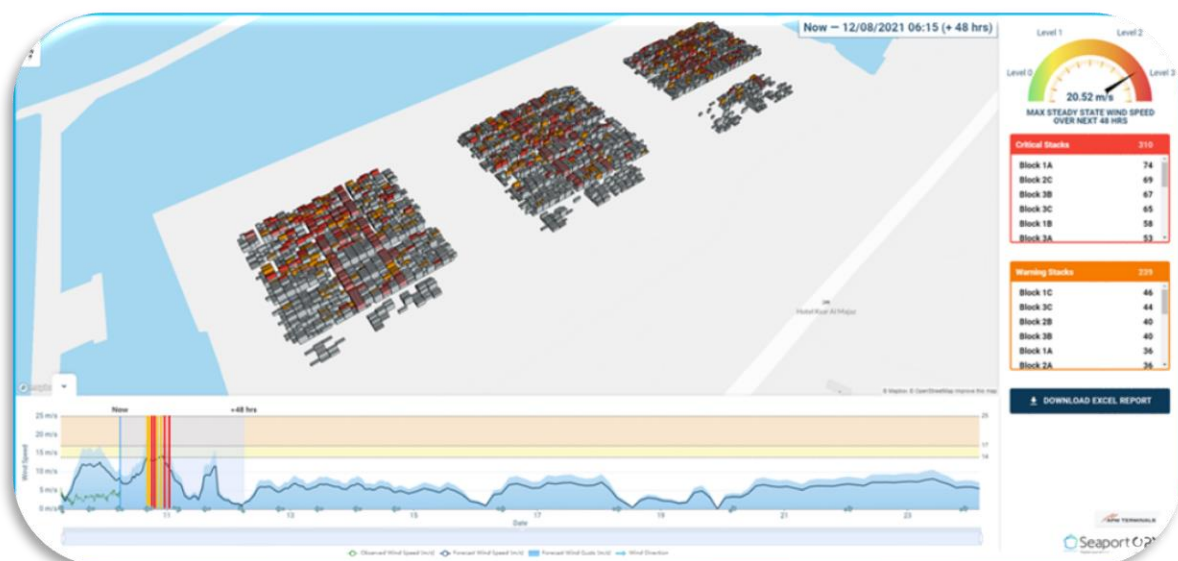 Now — 12/08/2021 06:15 (+ 48 hrs)
Level 1
Level 2
Level 0
Level 3
20.52 m/s
MAX STEADY STATE WIND SPEED
OVER NEXT 48 HRS
Critical Stacks 310
Block 1A 74
Block 2C 69
Block 3B 67
Block 3C 65
Block 1B 58
Block 3A 53
Warning Stacks 239
Block 1C 46
Block 3C 44
Block 2B 40
Block 3B 40
Block 1A 36
Block 2A 36
DOWNLOAD EXCEL REPORT
Hotel Ksar Al Majaz
© Mapbox © OpenStreetMap Improve this map
Now
+48 hrs
25 m/s
20 m/s
15 m/s
10 m/s
5 m/s
0 m/s
Wind Speed
25
17
14
11
13
15
17
19
21
23
Date
Observed Wind Speed (m/s) Forecast Wind Speed (m/s) Forecast Wind Gusts (m/s) Wind Direction
APM TERMINALS
Seaport